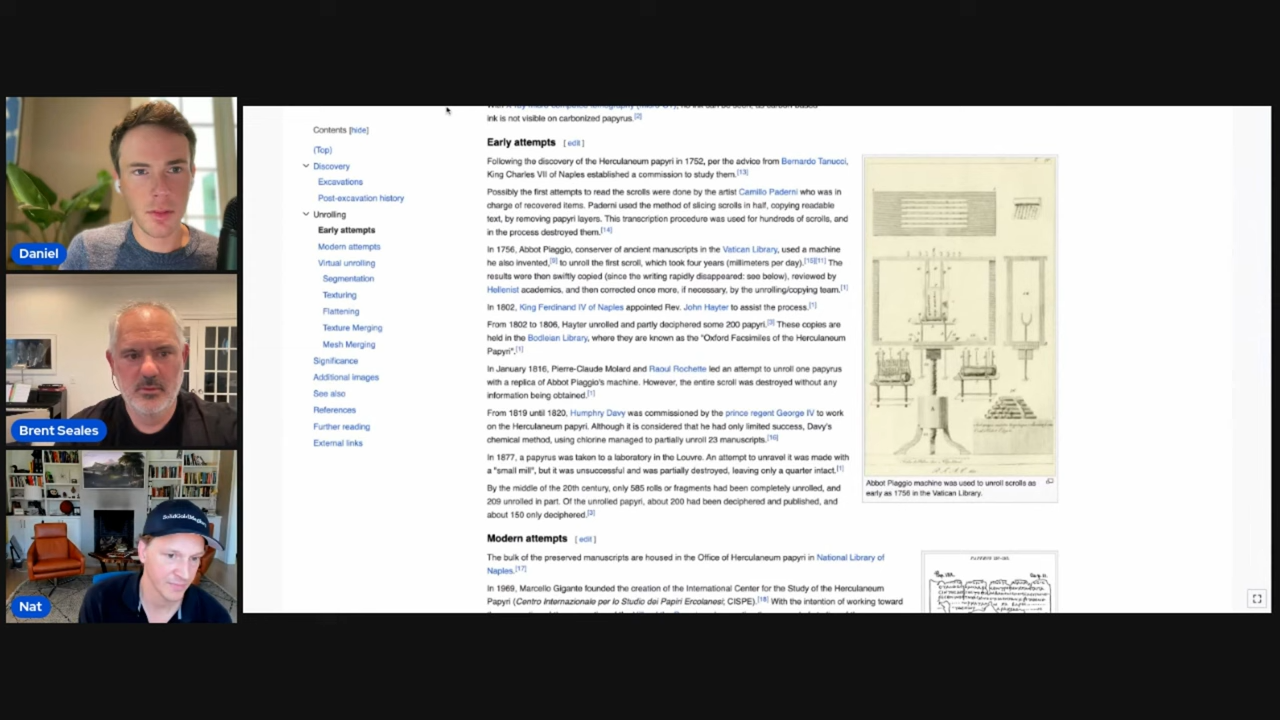 Daniel
Brent Seales
Nat
Contents [hide]
(Top)
Discovery
Excavations
Post-excavation history
Unrolling
Early attempts
Modern attempts
Virtual unrolling
Segmentation
Texturing
Flattening
Texture Merging
Mesh Merging
Significance
Additional images
See also
References
Further reading
External links
ink is not visible on carbonized papyrus.[2]
Early attempts [ edit ]
Following the discovery of the Herculaneum papyri in 1752, per the advice from Bernardo Tanucci,
King Charles VII of Naples established a commission to study them.[13]
Possibly the first attempts to read the scrolls were done by the artist Camillo Paderni who was in
charge of recovered items. Paderni used the method of slicing scrolls in half, copying readable
text, by removing papyri layers. This transcription procedure was used for hundreds of scrolls, and
in the process destroyed them.[14]
In 1756, Abbot Piaggio, conserver of ancient manuscripts in the Vatican Library, used a machine
he also invented, to unroll the first scroll, which took four years (millimeters per day).[15][11] The
results were then swiftly copied (since the writing rapidly disappeared: see below), reviewed by
Hellenist academics, and then corrected once more, if necessary, by the unrolling/copying team.[1]
In 1802, King Ferdinand IV of Naples appointed Rev. John Hayter to assist the process.[1]
From 1802 to 1806, Hayter unrolled and partly deciphered some 200 papyri. These copies are
held in the Bodleian Library, where they are known as the "Oxford Facsimiles of the Herculaneum
Papyri".[1]
In January 1816, Pierre-Claude Molard and Raoul Rochette led an attempt to unroll one papyrus
with a replica of Abbot Piaggio's machine. However, the entire scroll was destroyed without any
information being obtained.[1]
From 1819 until 1820, Humphry Davy was commissioned by the prince regent George IV to work
on the Herculaneum papyri. Although it is considered that he had only limited success, Davy's
chemical method, using chlorine managed to partially unroll 23 manuscripts.[16]
In 1877, a papyrus was taken to a laboratory in the Louvre. An attempt to unravel it was made with
a "small mill", but it was unsuccessful and was partially destroyed, leaving only a quarter intact.[1]
By the middle of the 20th century, only 585 rolls or fragments had been completely unrolled, and
209 unrolled in part. Of the unrolled papyri, about 200 had been deciphered and published, and
about 150 only deciphered.
Modern attempts [ edit ]
The bulk of the preserved manuscripts are housed in the Office of Herculaneum papyri in National Library of
Naples.[17]
In 1969, Marcello Gigante founded the creation of the International Center for the Study of the Herculaneum
Papyri (Centro Internazionale per lo Studio dei Papiri Ercolanesi; CISPE).[18] With the intention of working toward
Abbot Piaggio machine was used to unroll scrolls as
early as 1756 in the Vatican Library.